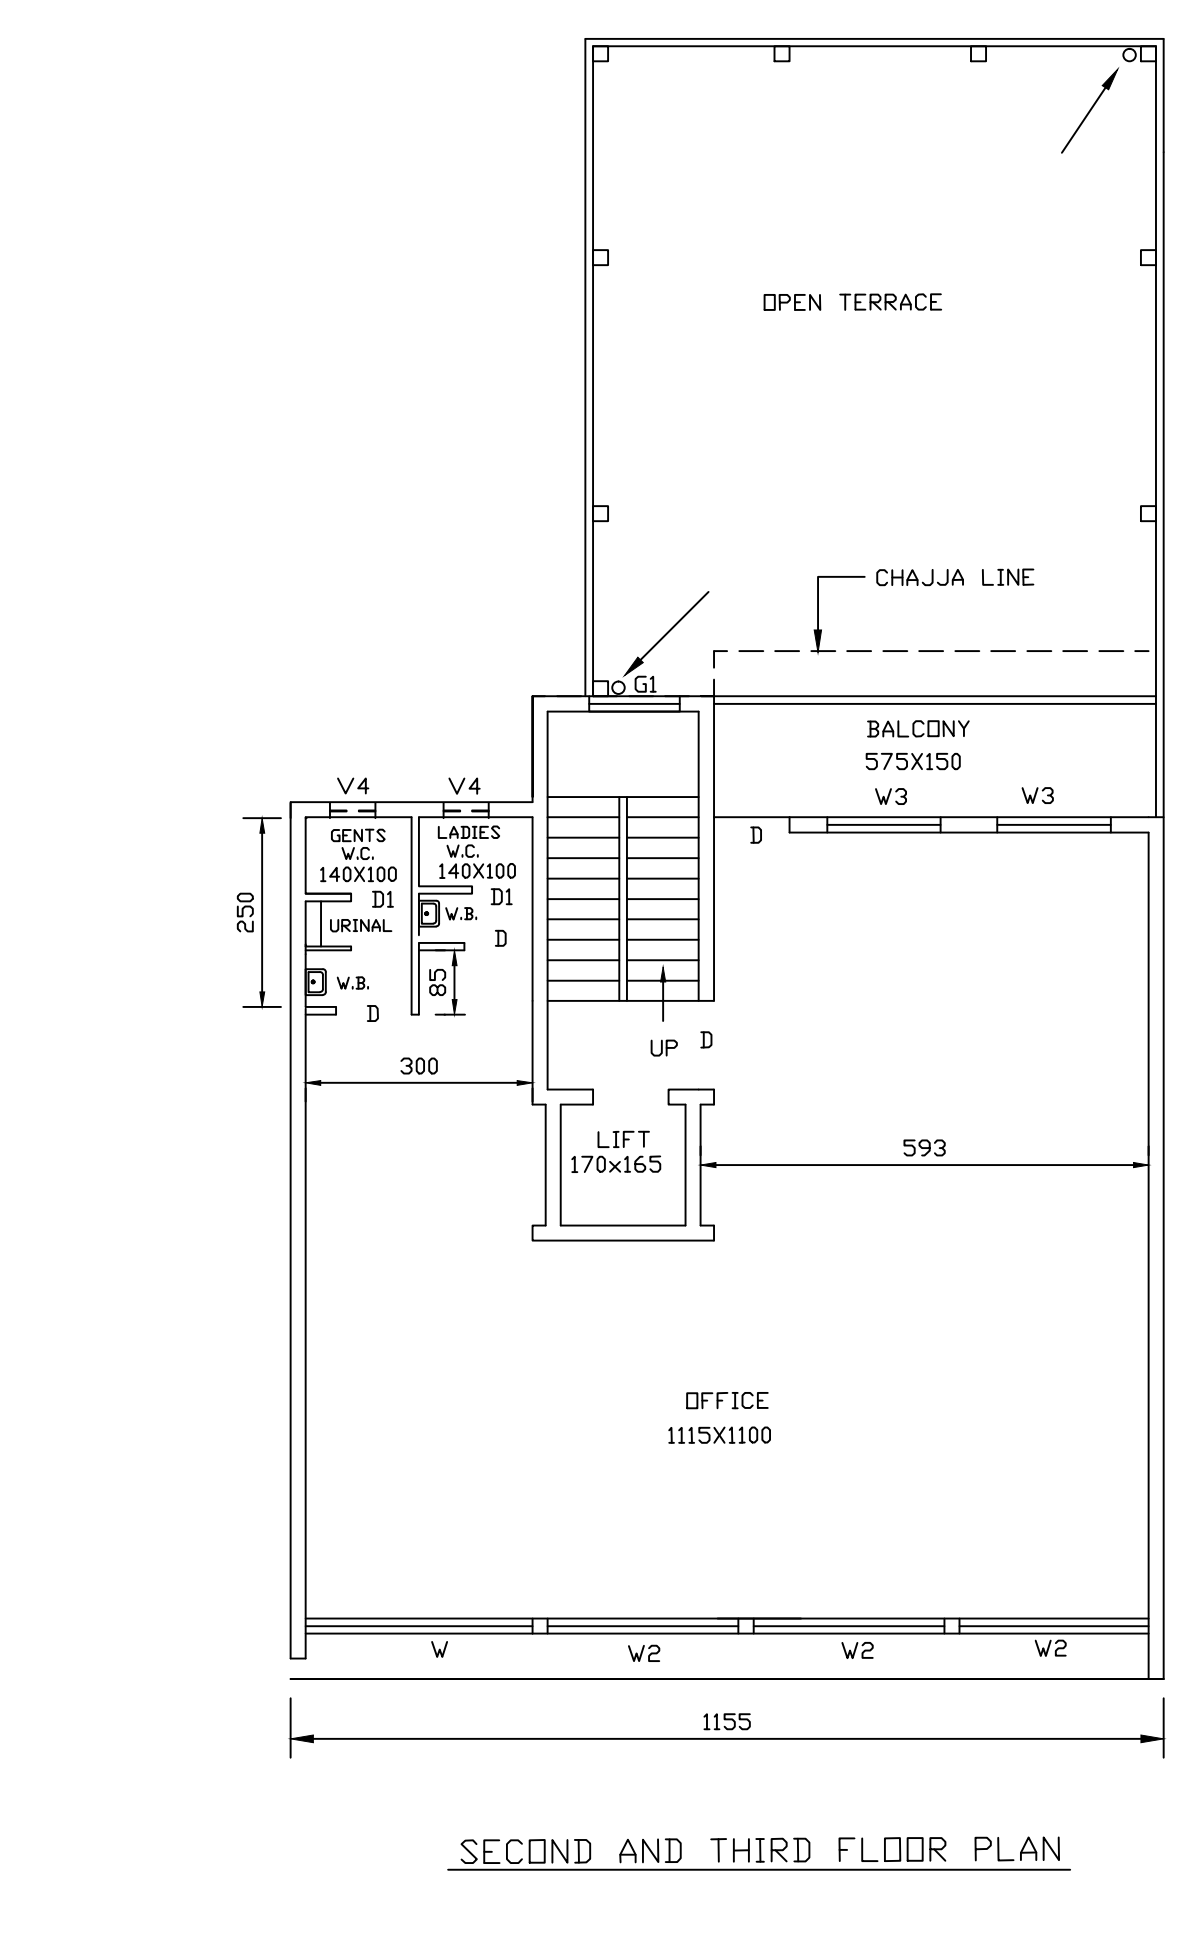 OPEN TERRACE
CHAJJA LINE
G1
BALCONY
575X150
W3
W3
V4
V4
D
GENTS
W.C.
140X100
LADIES
W.C.
140X100
D1
D1
URINAL
W.B.
D
250
W.B.
85
D
UP
D
300
LIFT
170x165
593
OFFICE
1115X1100
W
W2
W2
W2
1155
SECOND AND THIRD FLOOR PLAN